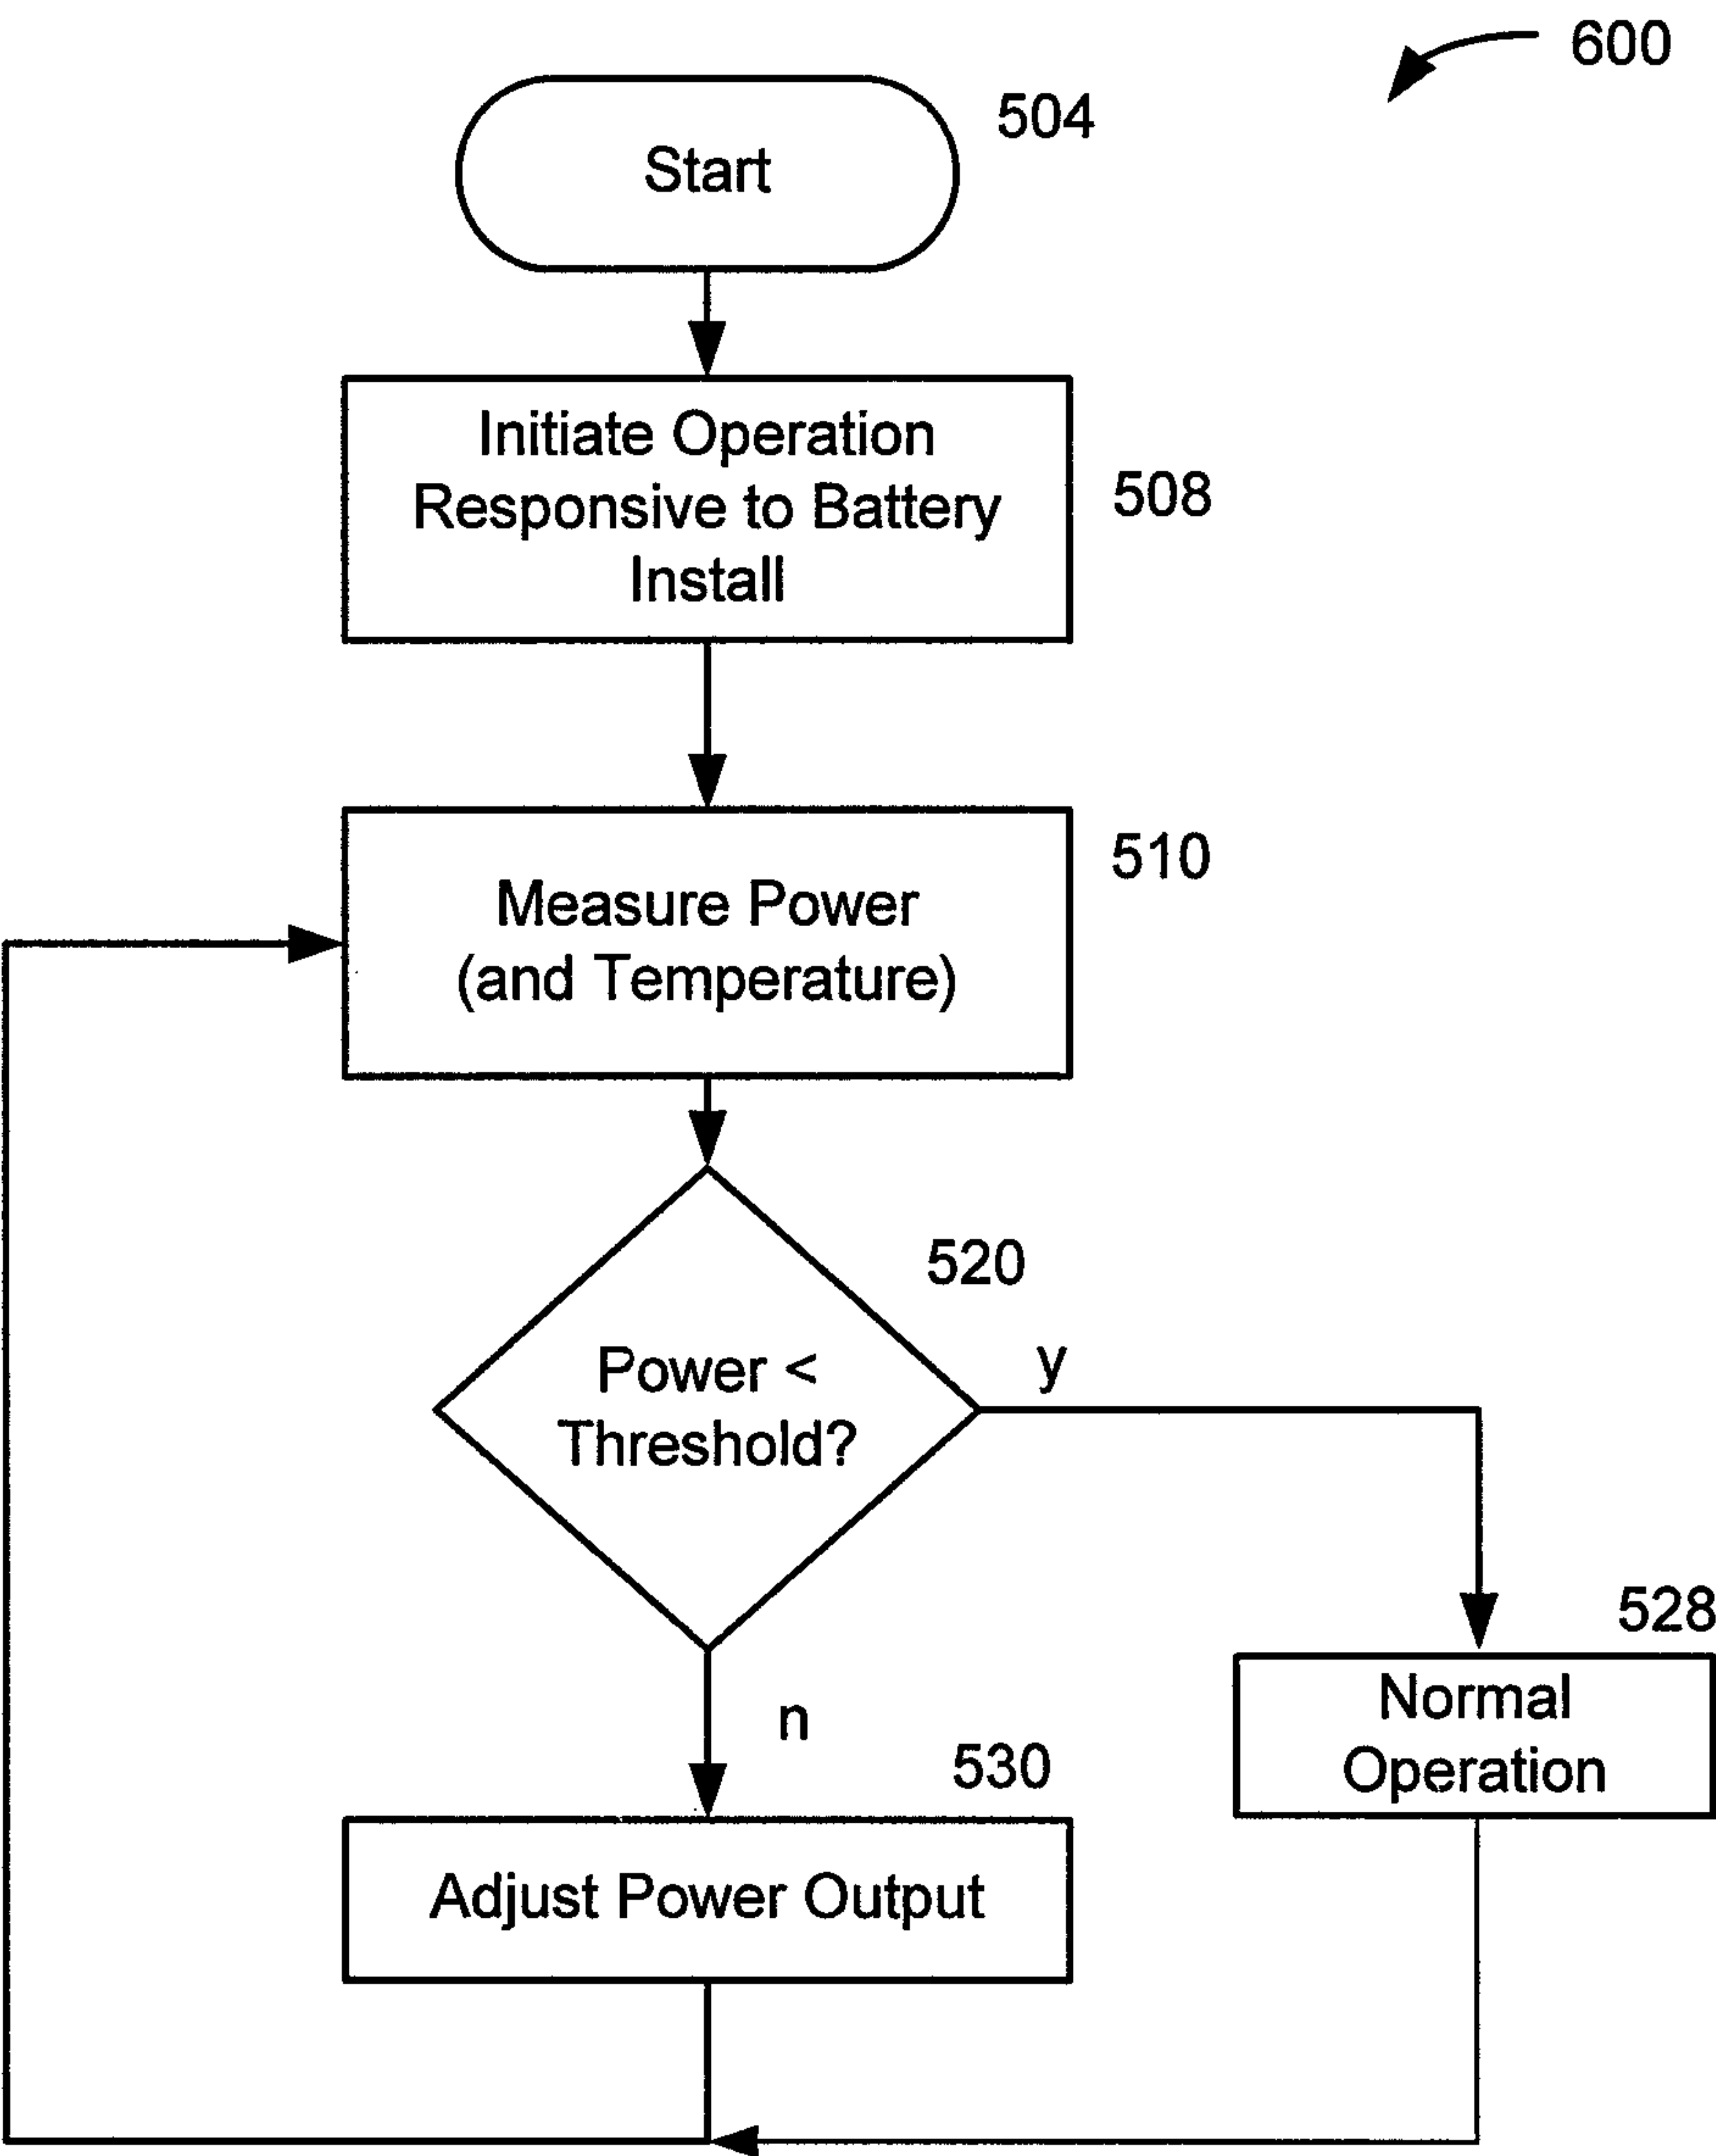 600
504
Start
Initiate Operation
Responsive to Battery
Install
508
510
Measure Power
(and Temperature)
520
Power <
Threshold?
y
n
528
Normal
Operation
530
Adjust Power Output